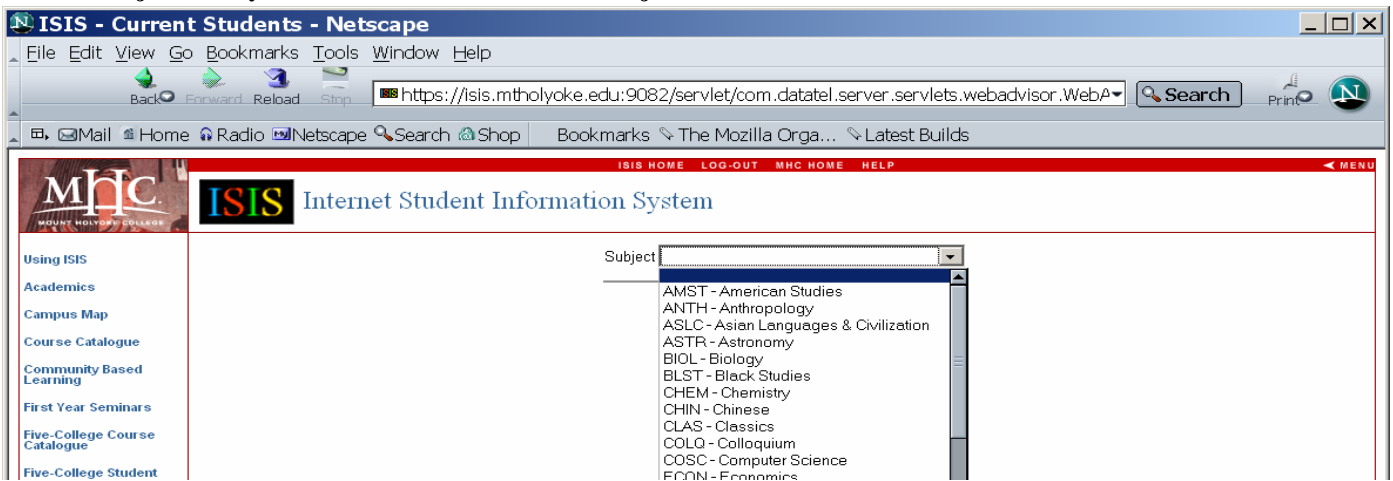 ISIS - Current Students - Netscape
File Edit View Go Bookmarks Tools Window Help
Back Forward Reload Stop https://isis.mtholyoke.edu:9082/servlet/com.datatel.server.servlets.webadvisor.WebA Search Print N
Mail Home Radio Netscape Search Shop Bookmarks The Mozilla Orga... Latest Builds
ISIS HOME LOG-OUT MHC HOME HELP MENU
MHC.
MOUNT HOLYOKE COLLEGE
ISIS Internet Student Information System
Using ISIS
Academics
Campus Map
Course Catalogue
Community Based
Learning
First Year Seminars
Five-College Course
Catalogue
Five-College Student
Subject
AMST - American Studies
ANTH - Anthropology
ASLC - Asian Languages & Civilization
ASTR - Astronomy
BIOL - Biology
BLST - Black Studies
CHEM - Chemistry
CHIN - Chinese
CLAS - Classics
COLQ - Colloquium
COSC - Computer Science
ECON - Economics